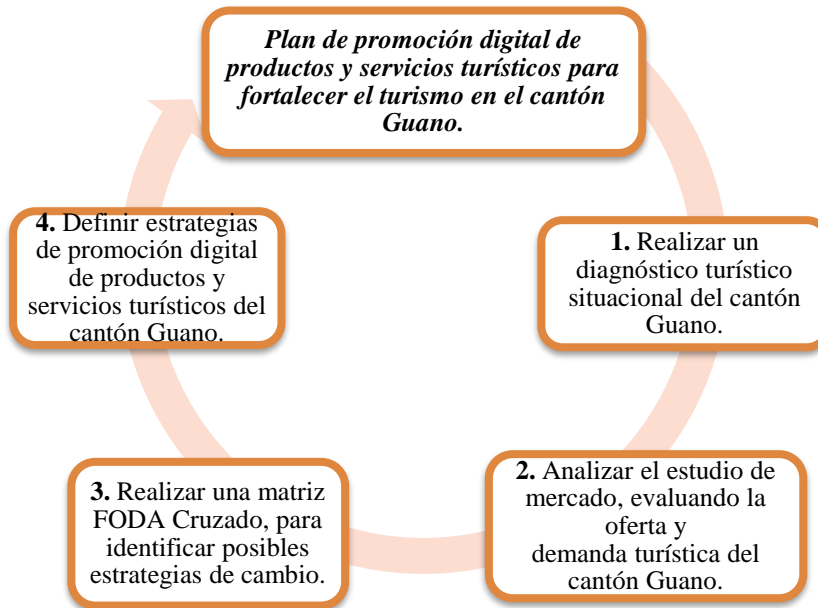 Plan de promoción digital de
productos y servicios turísticos para
fortalecer el turismo en el cantón
Guano.
1. Realizar un
diagnóstico turístico
situacional del cantón
Guano.
2. Analizar el estudio de
mercado, evaluando la
oferta y
demanda turística del
cantón Guano.
3. Realizar una matriz
FODA Cruzado, para
identificar posibles
estrategias de cambio.
4. Definir estrategias
de promoción digital
de productos y
servicios turísticos del
cantón Guano.